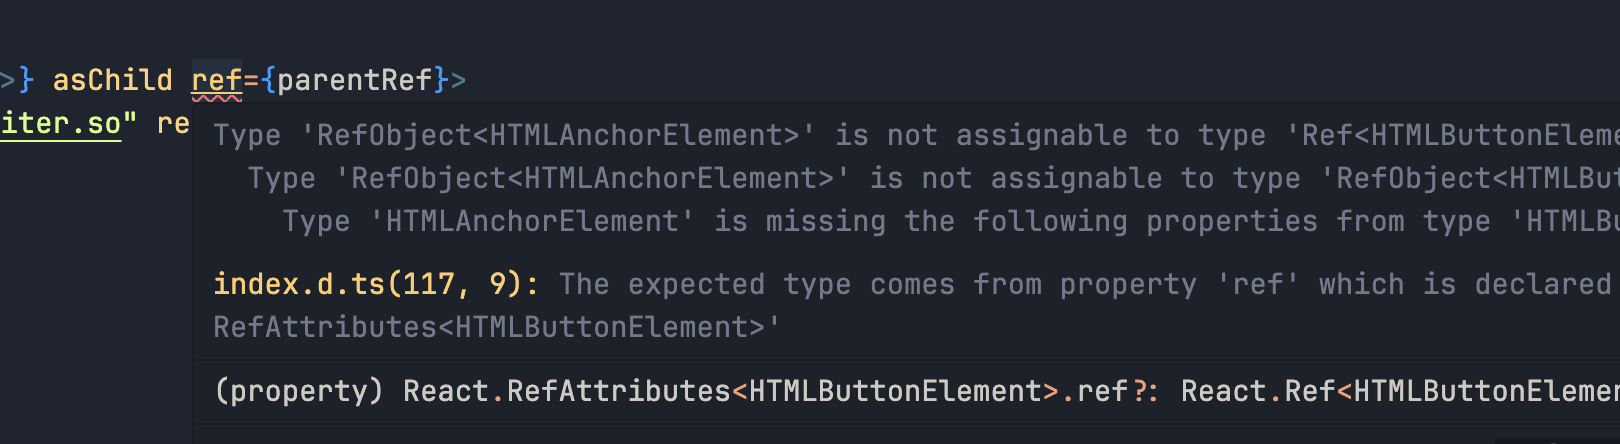 >} asChild ref={parentRef}>
iter.so" re
Type 'RefObject<HTMLAnchorElement>' is not assignable to type 'Ref<HTMLButtonEleme
Type 'RefObject<HTMLAnchorElement>' is not assignable to type 'RefObject<HTMLBut
Type 'HTMLAnchorElement' is missing the following properties from type 'HTMLBu
index.d.ts(117, 9): The expected type comes from property 'ref' which is declared
RefAttributes<HTMLButtonElement>'
(property) React.RefAttributes<HTMLButtonElement>.ref?: React.Ref<HTMLButtonElemen